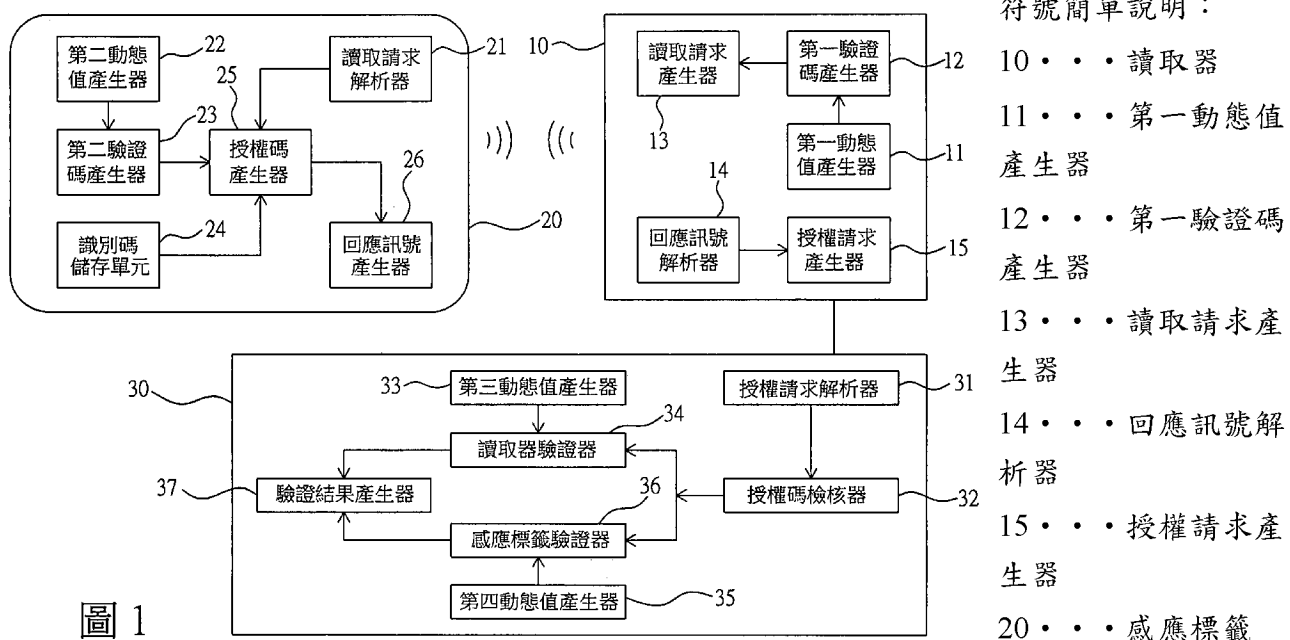 第二動態
值產生器
22
讀取請求
解析器
21
25
第二驗證
碼產生器
23
授權碼
產生器
識別碼
儲存單元
24
26
回應訊號
產生器
20
10
讀取請求
產生器
13
第一驗證
碼產生器
12
第一動態
值產生器
11
14
回應訊號
解析器
授權請求
產生器
15
30
33
第三動態值產生器
授權請求解析器
31
34
讀取器驗證器
37
驗證結果產生器
36
授權碼檢核器
32
感應標籤驗證器
第四動態值產生器
35
圖 1
符號簡單說明：
10・・・讀取器
11・・・第一動態值
產生器
12・・・第一驗證碼
產生器
13・・・讀取請求產
生器
14・・・回應訊號解
析器
15・・・授權請求產
生器
20・・・感應標籤